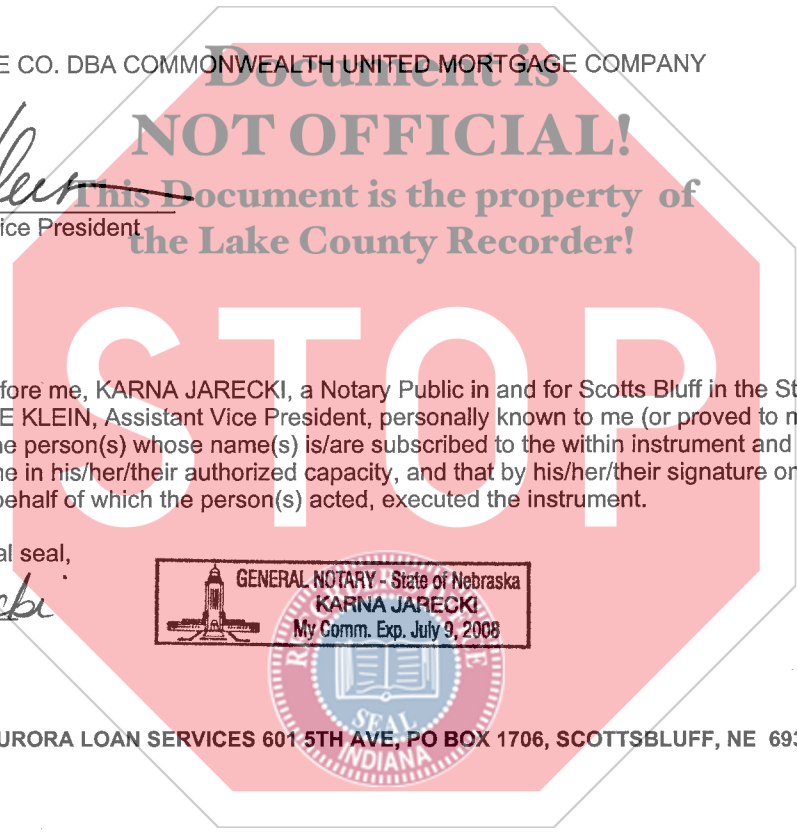 E CO. DBA COMMONWEALTH UNITED MORTGAGE COMPANY
Document is
NOT OFFICIAL!
This Document is the property of
the Lake County Recorder!
ice President
STOP
fore me, KARNA JARECKI, a Notary Public in and for Scotts Bluff in the St
E KLEIN, Assistant Vice President, personally known to me (or proved to m
e person(s) whose name(s) is/are subscribed to the within instrument and
e in his/her/their authorized capacity, and that by his/her/their signature on
behalf of which the person(s) acted, executed the instrument.
al seal,
GENERAL NOTARY - State of Nebraska
KARNA JARECKI
My Comm. Exp. July 9, 2008
SEAL
INDIANA
URORA LOAN SERVICES 601 5TH AVE, PO BOX 1706, SCOTTSBLUFF, NE 693